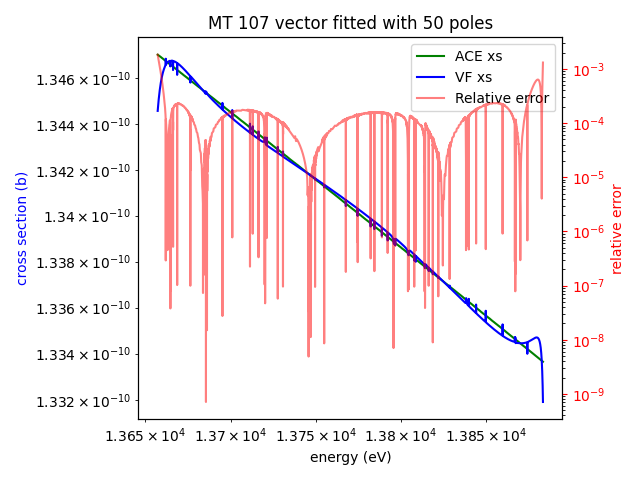 MT 107 vector fitted with 50 poles
ACE xs
VF xs
Relative error
1.346 × 10⁻¹⁰
1.344 × 10⁻¹⁰
1.342 × 10⁻¹⁰
1.34 × 10⁻¹⁰
1.338 × 10⁻¹⁰
1.336 × 10⁻¹⁰
1.334 × 10⁻¹⁰
1.332 × 10⁻¹⁰
cross section (b)
10⁻³
10⁻⁴
10⁻⁵
10⁻⁶
10⁻⁷
10⁻⁸
10⁻⁹
relative error
1.365 × 10⁴ 1.37 × 10⁴ 1.375 × 10⁴ 1.38 × 10⁴ 1.385 × 10⁴
energy (eV)